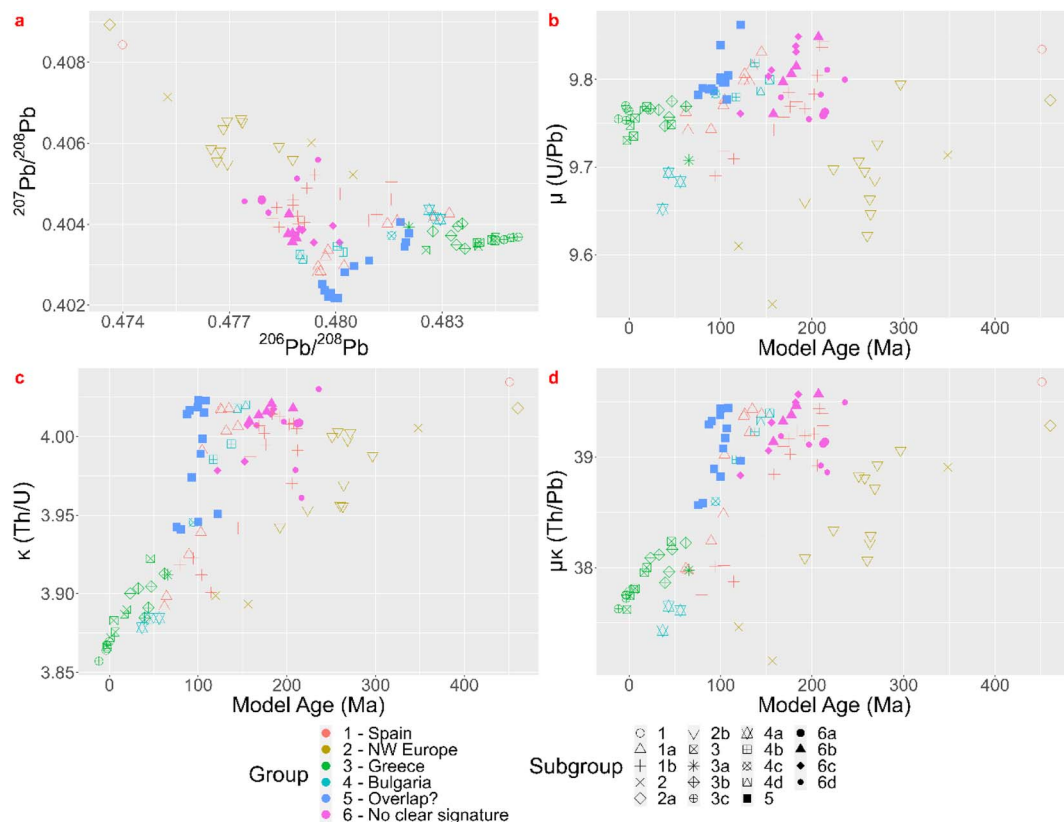 a
b
0.408
0.406
0.404
0.402
²⁰⁷Pb/²⁰⁸Pb
0.474
0.477
0.480
0.483
²⁰⁶Pb/²⁰⁸Pb
9.8
9.7
9.6
μ (U/Pb)
0
100
200
300
400
Model Age (Ma)
c
d
4.00
3.95
3.90
3.85
κ (Th/U)
0
100
200
300
400
Model Age (Ma)
39
38
μκ (Th/Pb)
0
100
200
300
400
Model Age (Ma)
Group
1 - Spain
2 - NW Europe
3 - Greece
4 - Bulgaria
5 - Overlap?
6 - No clear signature
Subgroup
1
1a
1b
2
2a
2b
3
3a
3b
3c
4a
4b
4c
4d
5
6a
6b
6c
6d